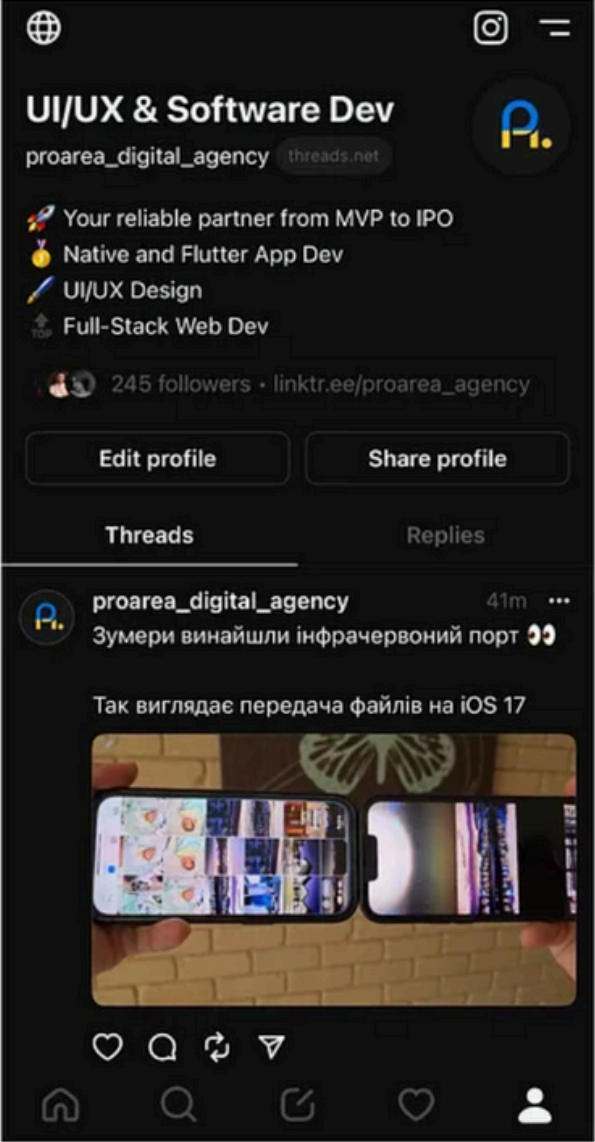 UI/UX & Software Dev
proarea_digital_agency threads.net
🚀 Your reliable partner from MVP to IPO
🥇 Native and Flutter App Dev
🖌️ UI/UX Design
🔝 Full-Stack Web Dev
245 followers • linktr.ee/proarea_agency
Edit profile Share profile
Threads Replies
proarea_digital_agency 41m
Зумери винайшли інфрачервоний порт 👀
Так виглядає передача файлів на iOS 17